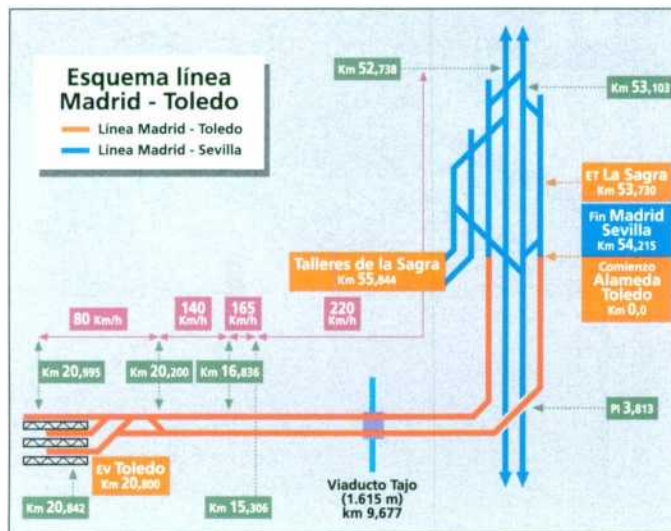 Esquema línea
Madrid - Toledo
Línea Madrid - Toledo
Línea Madrid - Sevilla
Km 52,738
Km 53,103
ET La Sagra
Km 53,730
Fin Madrid
Sevilla
Km 54,215
Comienzo
Alameda
Toledo
Km 0,0
Talleres de la Sagra
Km 55,844
80 Km/h
140
Km/h
165
Km/h
220
Km/h
Km 20,995
Km 20,200
Km 16,836
PI 3,813
EV Toledo
Km 20,800
Km 20,842
Km 15,306
Viaducto Tajo
(1.615 m)
km 9,677